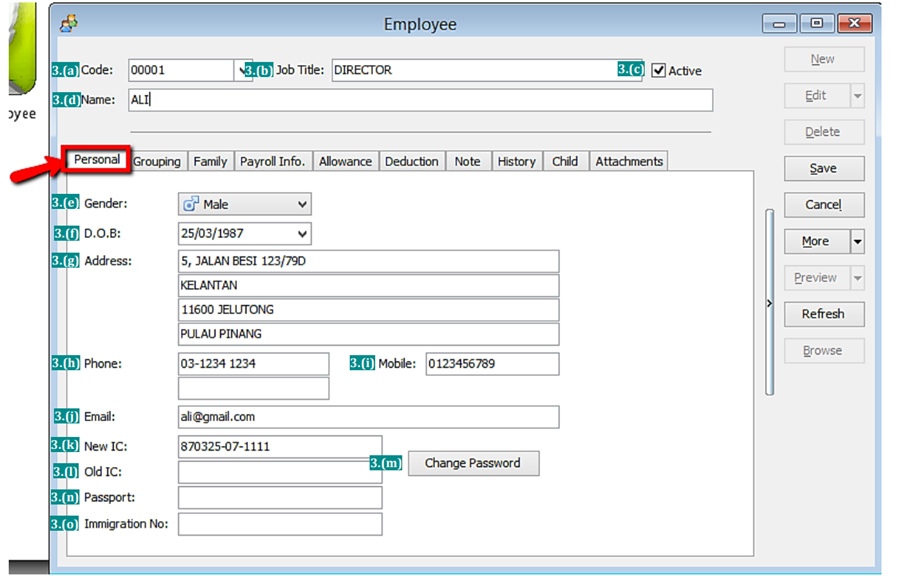 Employee
3.(a) Code: 00001 3.(b) Job Title: DIRECTOR 3.(c) Active
3.(d) Name: ALI
oyee
Personal Grouping Family Payroll Info. Allowance Deduction Note History Child Attachments
3.(e) Gender: Male
3.(f) D.O.B: 25/03/1987
3.(g) Address: 5, JALAN BESI 123/79D
KELANTAN
11600 JELUTONG
PULAU PINANG
3.(h) Phone: 03-1234 1234 3.(i) Mobile: 0123456789
3.(j) Email: ali@gmail.com
3.(k) New IC: 870325-07-1111
3.(l) Old IC:
3.(m) Change Password
3.(n) Passport:
3.(o) Immigration No:
New
Edit
Delete
Save
Cancel
More
Preview
Refresh
Browse